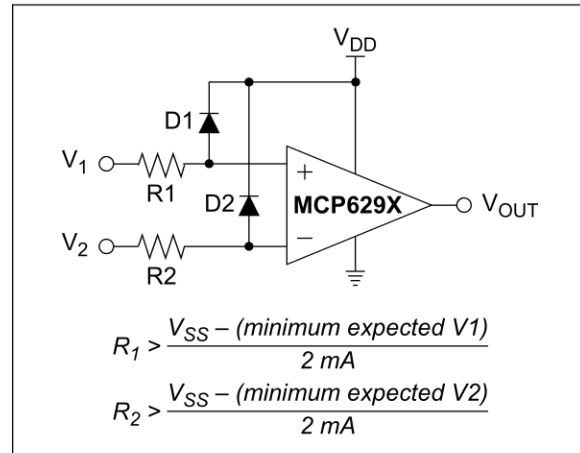 V_DD
D1
V_1
R1
D2
MCP629X
+
−
V_OUT
V_2
R2
R_1 > V_SS – (minimum expected V1)
2 mA
R_2 > V_SS – (minimum expected V2)
2 mA